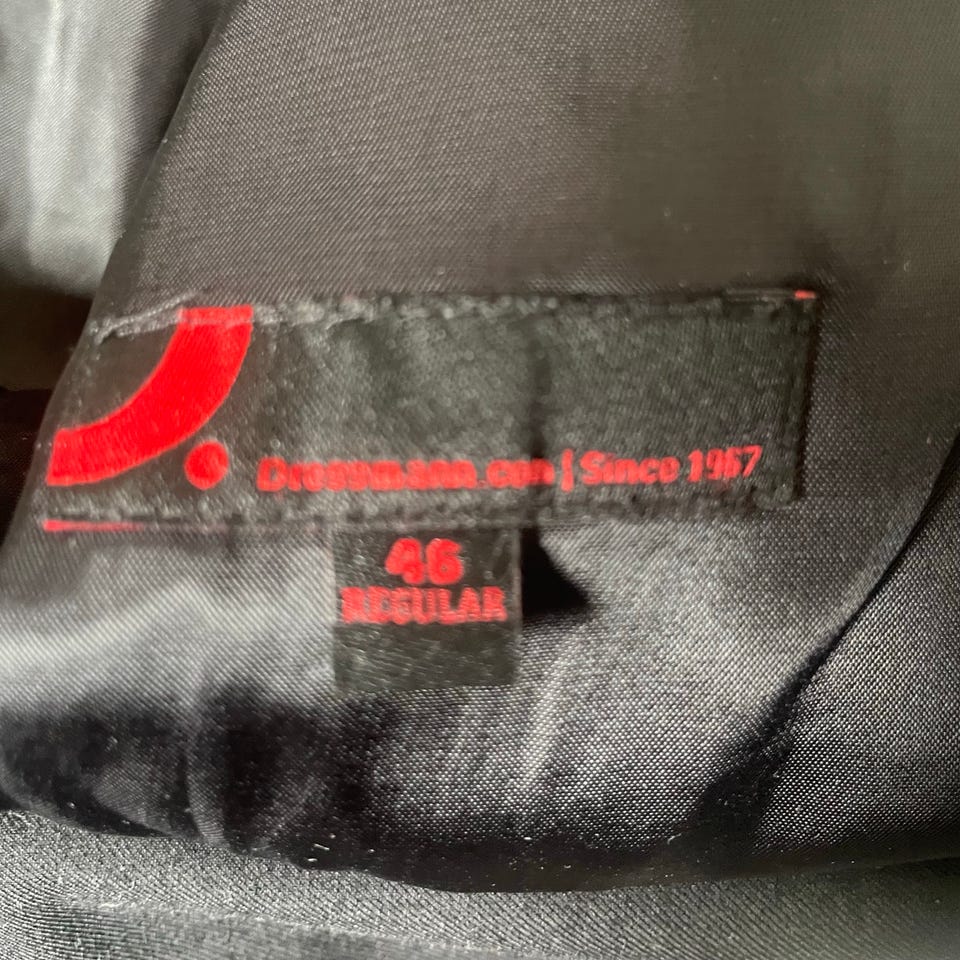 Dressmann.com | Since 1967
46
REGULAR